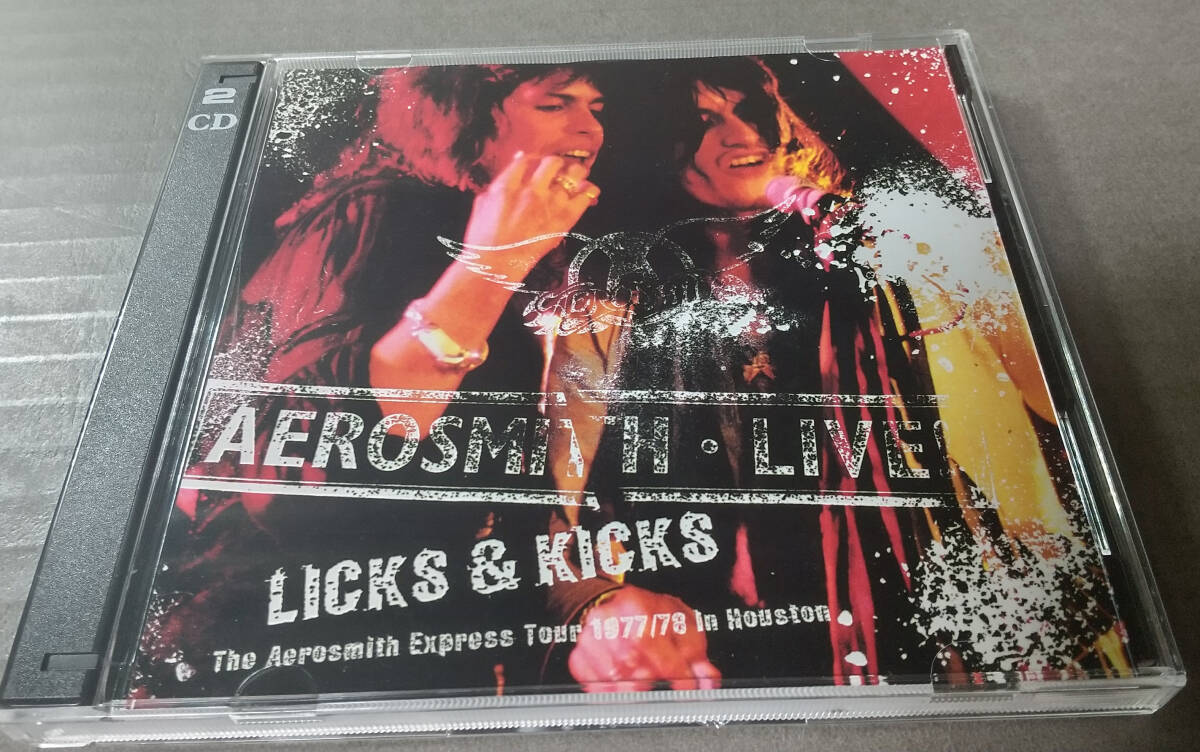 2
CD
AEROSMITH · LIVE!
LICKS & KICKS
The Aerosmith Express Tour 1977/78 in Houston